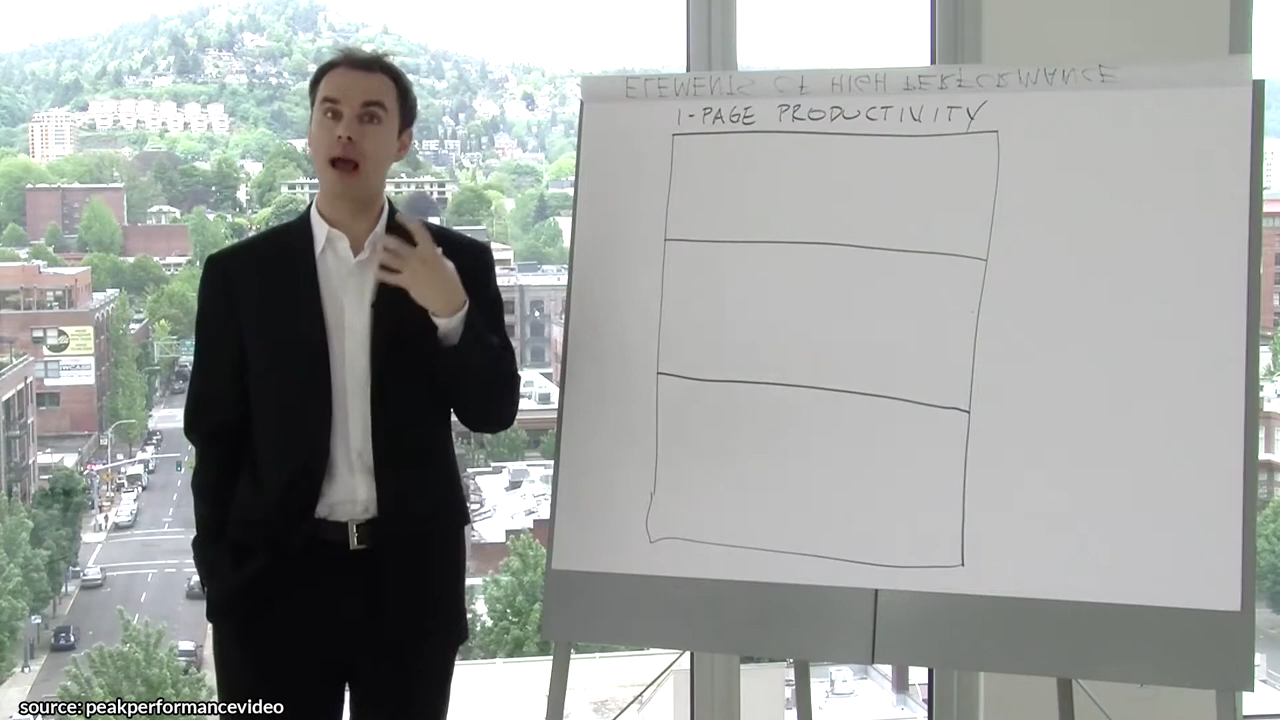 ELEMENTS OF HIGH PERFORMANCE
1-PAGE PRODUCTIVITY
source: peakperformancevideo